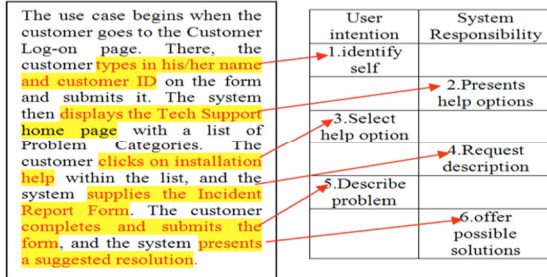 The use case begins when the
customer goes to the Customer
Log-on page. There, the
customer types in his/her name
and customer ID on the form
and submits it. The system
then displays the Tech Support
home page with a list of
Problem Categories. The
customer clicks on installation
help within the list, and the
system supplies the Incident
Report Form. The customer
completes and submits the
form, and the system presents
a suggested resolution.
User
intention
System
Responsibility
1.identify
self
2.Presents
help options
3.Select
help option
4.Request
description
5.Describe
problem
6.offer
possible
solutions